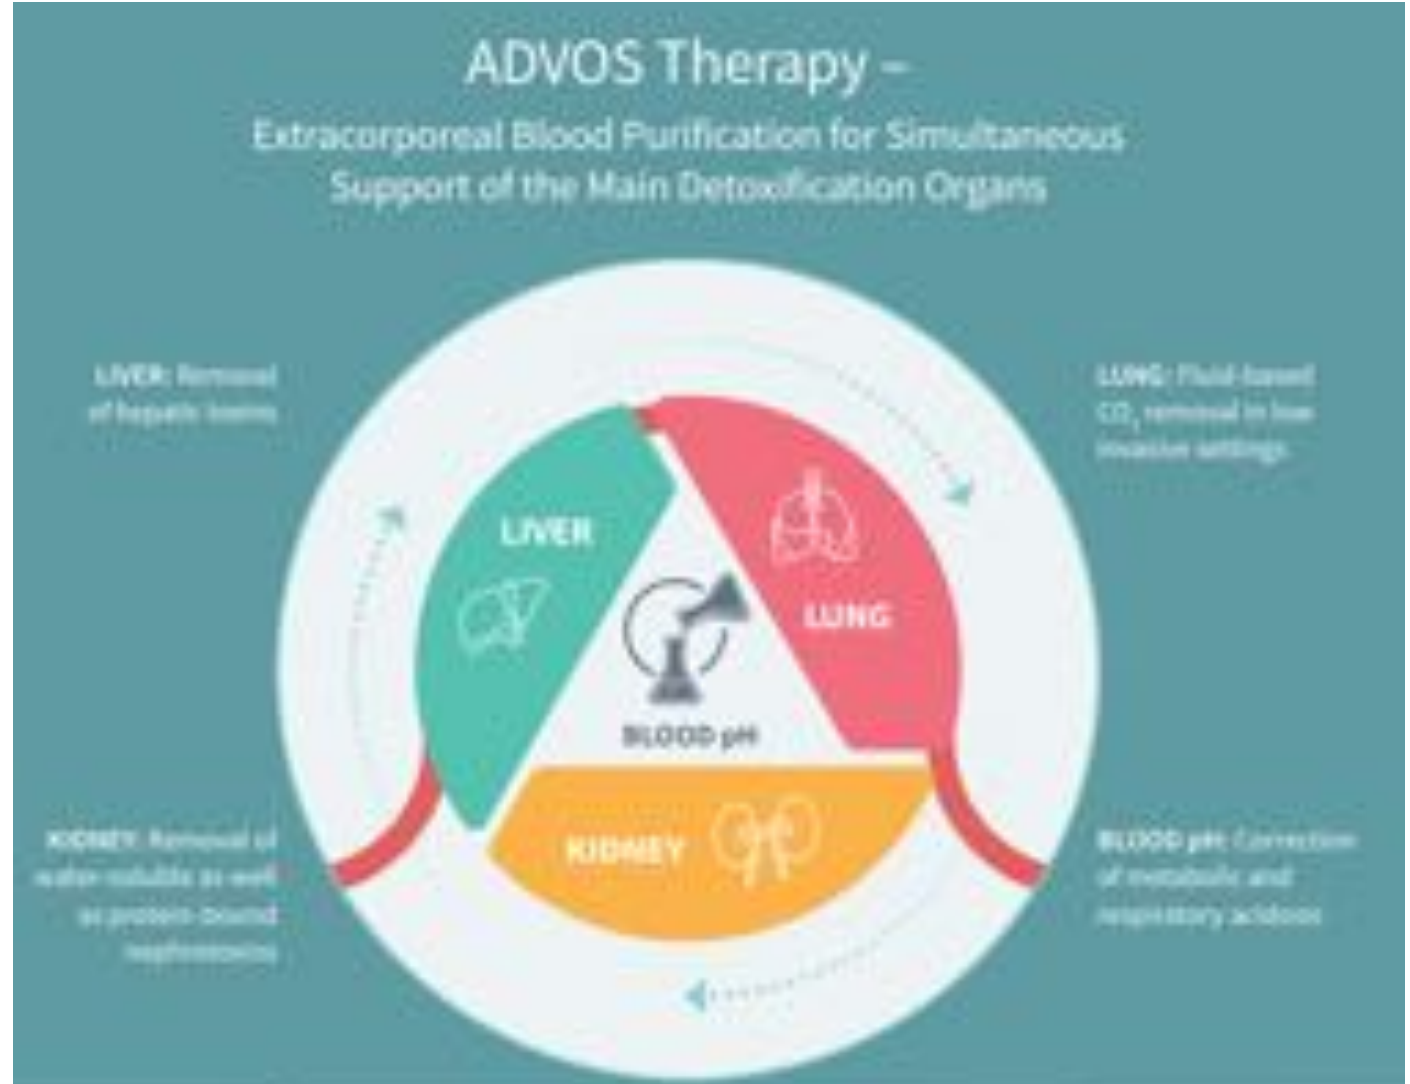 ADVOS Therapy –
Extracorporeal Blood Purification for Simultaneous
Support of the Main Detoxification Organs
LIVER: Removal
of hepatic toxins
LUNG: Fluid-based
CO₂ removal in low
invasive settings
LIVER
LUNG
BLOOD pH
KIDNEY
KIDNEY: Removal of
water-soluble as well
as protein-bound
nephrotoxins
BLOOD pH: Correction
of metabolic and
respiratory acidosis